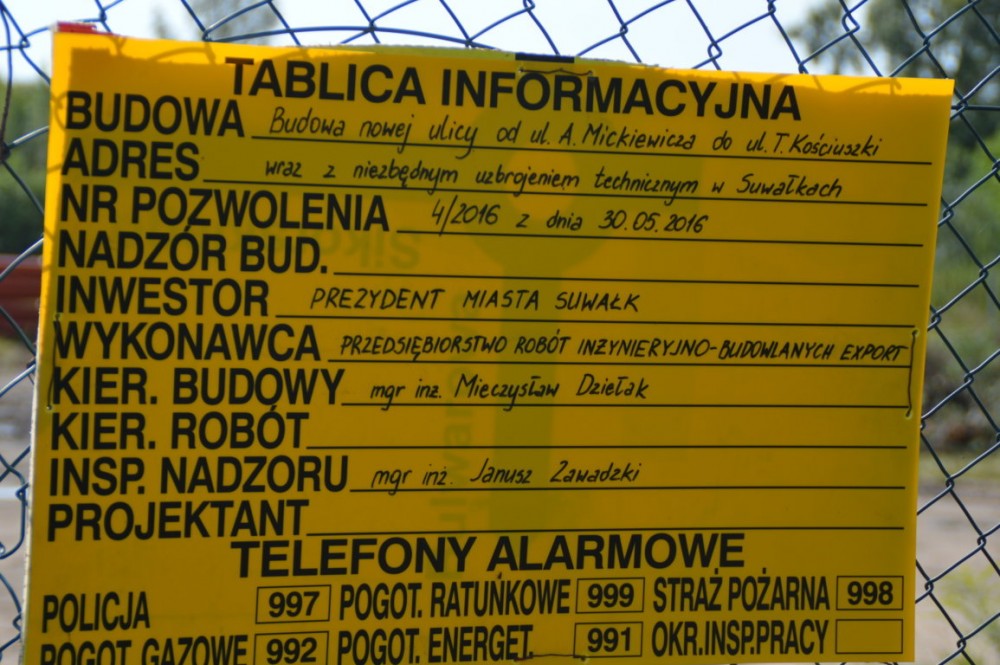 TABLICA INFORMACYJNA
BUDOWA Budowa nowej ulicy od ul. A. Mickiewicza do ul. T. Kościuszki
ADRES wraz z niezbędnym uzbrojeniem technicznym w Suwałkach
NR POZWOLENIA 4/2016 z dnia 30.05.2016
NADZÓR BUD.
INWESTOR PREZYDENT MIASTA SUWAŁK
WYKONAWCA PRZEDSIĘBIORSTWO ROBÓT INŻYNIERYJNO-BUDOWLANYCH EXPORT
KIER. BUDOWY mgr inż. Mieczysław Dziełak
KIER. ROBÓT
INSP. NADZORU mgr inż. Janusz Zawadzki
PROJEKTANT
TELEFONY ALARMOWE
POLICJA 997 POGOT. RATUŃKOWE 999 STRAŻ POŻARNA 998
POGOT. GAZOWE 992 POGOT. ENERGET. 991 OKR.INSP.PRACY